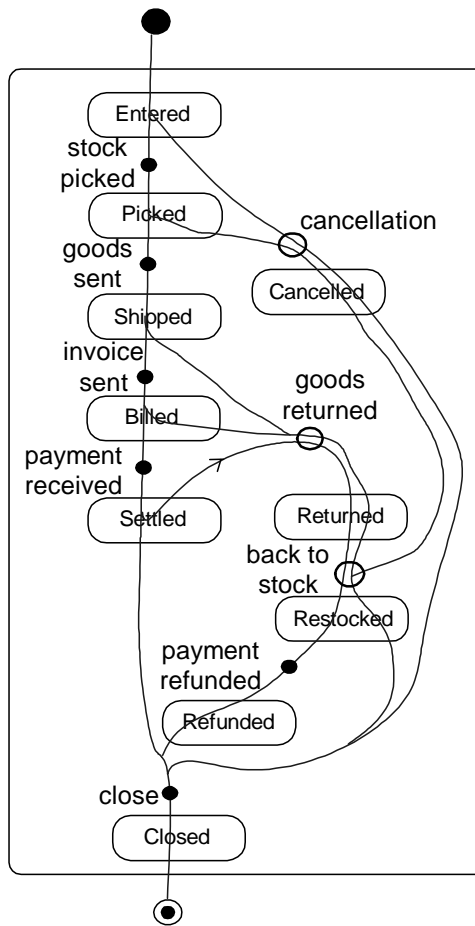 Entered
stock
picked
Picked
cancellation
goods
sent
Cancelled
Shipped
invoice
sent
goods
returned
Billed
payment
received
Settled
Returned
back to
stock
Restocked
payment
refunded
Refunded
close
Closed